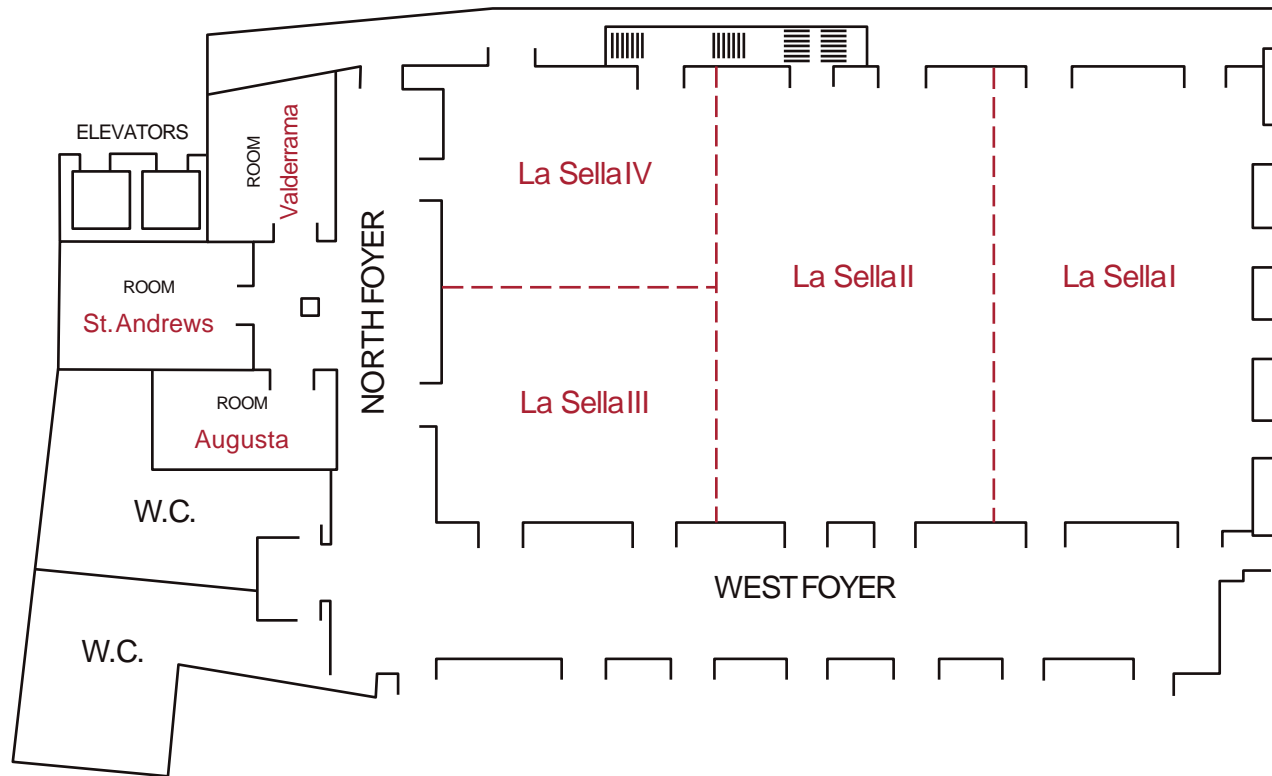 ELEVATORS
ROOM
Valderrama
La Sella IV
NORTH FOYER
La Sella II
La Sella I
ROOM
St. Andrews
La Sella III
ROOM
Augusta
W.C.
WEST FOYER
W.C.